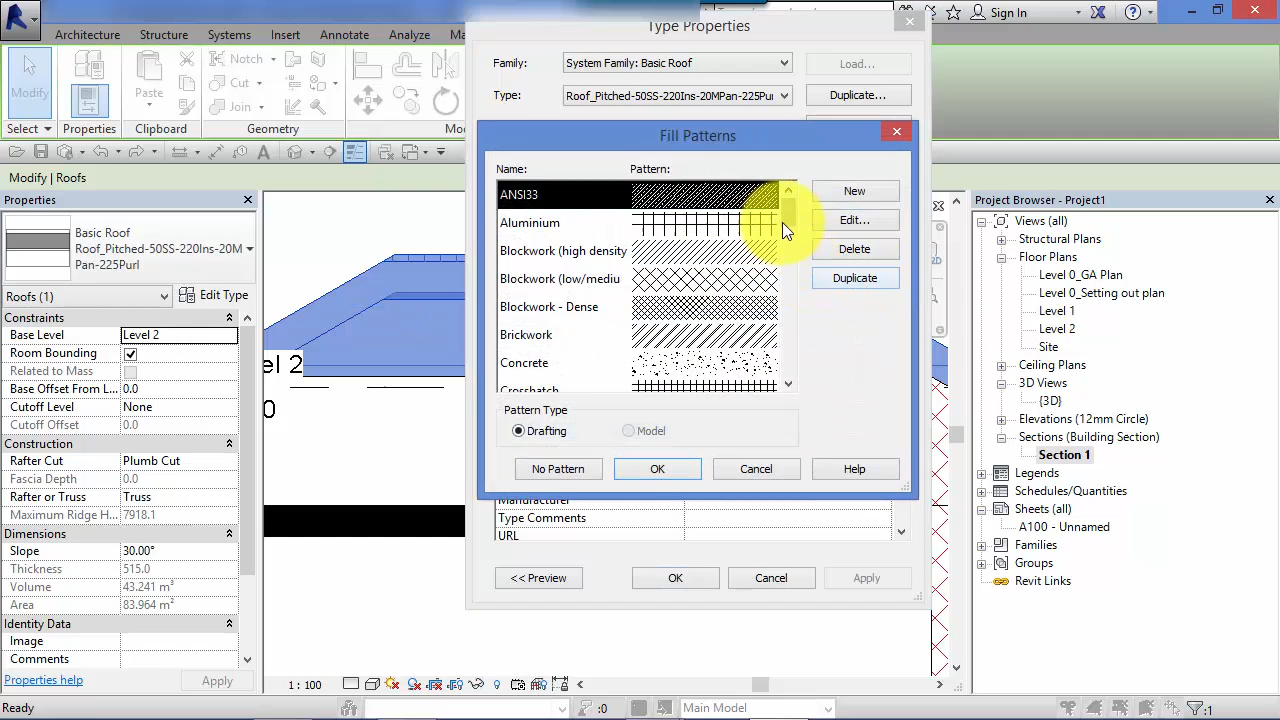 Type Properties
Sign In
Architecture Structure Systems Insert Annotate Analyze
Family: System Family: Basic Roof Load...
Type: Roof_Pitched-50SS-220Ins-20MPan-225Pur Duplicate...
Modify Notch Cut Join Paste
Select Properties Clipboard Geometry
Modify | Roofs
Fill Patterns
Name: Pattern:
ANSI33
Aluminium
Blockwork (high density
Blockwork (low/mediu
Blockwork - Dense
Brickwork
Concrete
Crosshatch
New
Edit...
Delete
Duplicate
Pattern Type
Drafting Model
No Pattern OK Cancel Help
Manufacturer
Type Comments
URL
<< Preview OK Cancel Apply
Properties
Basic Roof
Roof_Pitched-50SS-220Ins-20M
Pan-225Purl
Roofs (1) Edit Type
Constraints
Base Level Level 2
Room Bounding
Related to Mass
Base Offset From L... 0.0
Cutoff Level None
Cutoff Offset 0.0
Construction
Rafter Cut Plumb Cut
Fascia Depth 0.0
Rafter or Truss Truss
Maximum Ridge H... 7918.1
Dimensions
Slope 30.00°
Thickness 515.0
Volume 43.241 m³
Area 83.964 m²
Identity Data
Image
Comments
Properties help Apply
el 2
0
1 : 100
Project Browser - Project1
Views (all)
Structural Plans
Floor Plans
Level 0_GA Plan
Level 0_Setting out plan
Level 1
Level 2
Site
Ceiling Plans
3D Views
{3D}
Elevations (12mm Circle)
Sections (Building Section)
Section 1
Legends
Schedules/Quantities
Sheets (all)
A100 - Unnamed
Families
Groups
Revit Links
Ready :0 Main Model :1